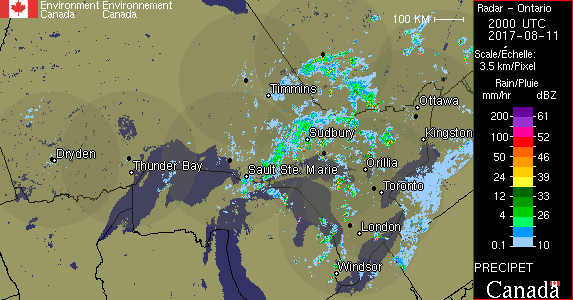 Environment Environnement
Canada Canada
100 KM
Timmins
Ottawa
Sudbury
Kingston
Dryden
Thunder Bay
Sault Ste. Marie
Orillia
Toronto
London
Windsor
Radar - Ontario
2000 UTC
2017-08-11
Scale/Échelle:
3.5 km/Pixel
Rain/Pluie
mm/hr dBZ
200 61
100 52
50 46
24 39
12 33
4 26
0.1 10
PRECIPET
Canada